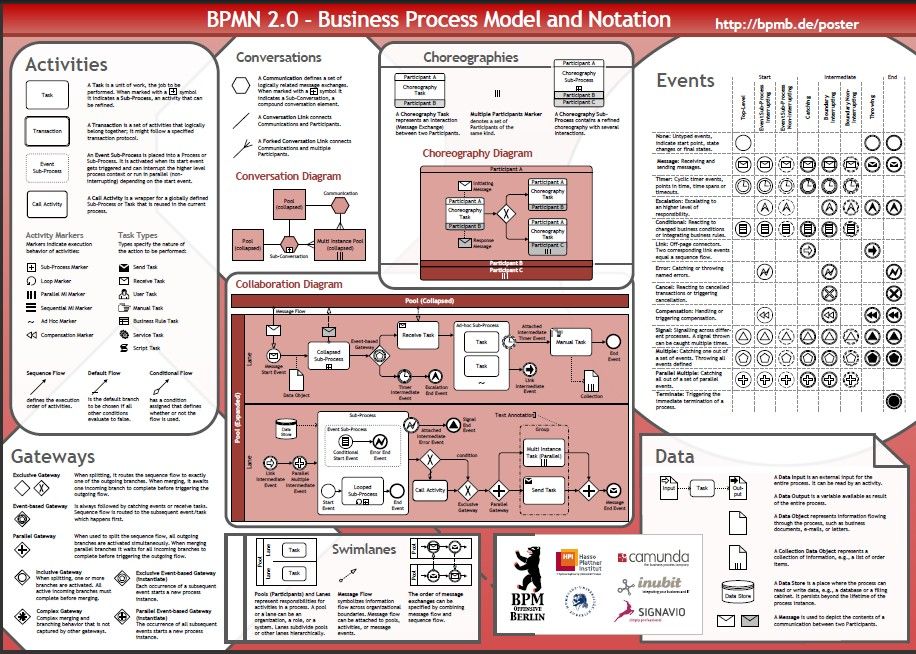 BPMN 2.0 - Business Process Model and Notation
http://bpmb.de/poster
Activities
Task
A Task is a unit of work, the job to be
performed. When marked with a symbol
it indicates a Sub-Process, an activity that can
be refined.
Transaction
A Transaction is a set of activities that logically
belong together; it might follow a specified
transaction protocol.
Event
Sub-Process
An Event Sub-Process is placed into a Process or
Sub-Process. It is activated when its start event
gets triggered and can interrupt the higher level
process context or run in parallel (non-
interrupting) depending on the start event.
Call Activity
A Call Activity is a wrapper for a globally defined
Sub-Process or Task that is reused in the current
process.
Activity Markers
Markers indicate execution
behavior of activities:
Sub-Process Marker
Loop Marker
Parallel MI Marker
Sequential MI Marker
~ Ad Hoc Marker
Compensation Marker
Task Types
Types specify the nature of
the action to be performed:
Send Task
Receive Task
User Task
Manual Task
Business Rule Task
Service Task
Script Task
Sequence Flow
defines the execution
order of activities.
Default Flow
is the default branch
to be chosen if all
other conditions
evaluate to false.
Conditional Flow
has a condition
assigned that defines
whether or not the
flow is used.
Conversations
A Communication defines a set of
logically related message exchanges.
When marked with a symbol it
indicates a Sub-Conversation, a
compound conversation element.
A Conversation Link connects
Communications and Participants.
A Forked Conversation Link connects
Communications and multiple
Participants.
Conversation Diagram
Pool
(collapsed)
Communication
Pool
(collapsed)
Sub-Conversation
Multi Instance Pool
(collapsed)
Choreographies
Participant A
Choreography
Task
Participant B
A Choreography Task
represents an Interaction
(Message Exchange)
between two Participants.
Multiple Participants Marker
denotes a set of
Participants of the
same kind.
Participant A
Choreography
Sub-Process
Participant B
Participant C
A Choreography Sub-
Process contains a refined
choreography with several
Interactions.
Choreography Diagram
Participant A
Initiating
Message
Participant A
Choreography
Task
Participant B
Response
Message
Participant A
Choreography
Task
Participant B
Participant A
Choreography
Task
Participant C
Participant B
Participant C
Events
Start
Intermediate
End
Top-Level
Event Sub-Process
Interrupting
Event Sub-Process
Non-Interrupting
Catching
Boundary
Interrupting
Boundary Non-
Interrupting
Throwing
None: Untyped events,
indicate start point, state
changes or final states.
Message: Receiving and
sending messages.
Timer: Cyclic timer events,
points in time, time spans or
timeouts.
Escalation: Escalating to
an higher level of
responsibility.
Conditional: Reacting to
changed business conditions
or integrating business rules.
Link: Off-page connectors.
Two corresponding link events
equal a sequence flow.
Error: Catching or throwing
named errors.
Cancel: Reacting to cancelled
transactions or triggering
cancellation.
Compensation: Handling or
triggering compensation.
Signal: Signalling across differ-
ent processes. A signal thrown
can be caught multiple times.
Multiple: Catching one out of
a set of events. Throwing all
events defined
Parallel Multiple: Catching
all out of a set of parallel
events.
Terminate: Triggering the
immediate termination of a
process.
Collaboration Diagram
Pool (Collapsed)
Pool (Expanded)
Lane
Message Flow
Message
Start Event
Data Object
Collapsed
Sub-Process
Event-based
Gateway
Receive Task
Timer
Intermediate
Event
Escalation
End Event
Ad-hoc Sub-Process
Task
Task
~
Attached
Intermediate
Timer Event
Link
Intermediate
Event
Manual Task
End
Event
Collection
Lane
Data
Store
Link
Intermediate
Event
Parallel
Multiple
Intermediate
Event
Sub-Process
Event Sub-Process
Conditional
Start Event
Error End
Event
Start
Event
Looped
Sub-Process
End
Event
Attached
Intermediate
Error Event
Signal
End
Event
Call Activity
condition
Exclusive
Gateway
Parallel
Gateway
Text Annotation
Group
Multi Instance
Task (Parallel)
Send Task
Message
End Event
Gateways
Exclusive Gateway
When splitting, it routes the sequence flow to exactly
one of the outgoing branches. When merging, it awaits
one incoming branch to complete before triggering the
outgoing flow.
Event-based Gateway
Is always followed by catching events or receive tasks.
Sequence flow is routed to the subsequent event/task
which happens first.
Parallel Gateway
When used to split the sequence flow, all outgoing
branches are activated simultaneously. When merging
parallel branches it waits for all incoming branches to
complete before triggering the outgoing flow.
Inclusive Gateway
When splitting, one or
more branches are
activated. All
active incoming branches must
complete before merging.
Exclusive Event-based Gateway
(Instantiate)
Each occurrence of a subsequent
event starts a new process
instance.
Complex Gateway
Complex merging and
branching behavior that is not
captured by other gateways.
Parallel Event-based Gateway
(Instantiate)
The occurrence of all subsequent
events starts a new process
instance.
Swimlanes
Pool
Lane
Task
Lane
Task
Pools (Participants) and Lanes
represent responsibilities for
activities in a process. A pool
or a lane can be an
organization, a role, or a
system. Lanes subdivide pools
or other lanes hierarchically.
Message Flow
symbolizes information
flow across organizational
boundaries. Message flow
can be attached to pools,
activities, or message
events.
Pool
Pool
The order of message
exchanges can be
specified by combining
message flow and
sequence flow.
BPM
OFFENSIVE
BERLIN
HPI Hasso
Plattner
Institut
camunda
inubit
SIGNAVIO
Data
Input
Task
Out-
put
A Data Input is an external input for the
entire process. It can be read by an activity.
A Data Output is a variable available as result
of the entire process.
A Data Object represents information flowing
through the process, such as business
documents, e-mails, or letters.
A Collection Data Object represents a
collection of information, e.g., a list of order
items.
Data Store
A Data Store is a place where the process can
read or write data, e.g., a database or a filing
cabinet. It persists beyond the lifetime of the
process instance.
A Message is used to depict the contents of a
communication between two Participants.